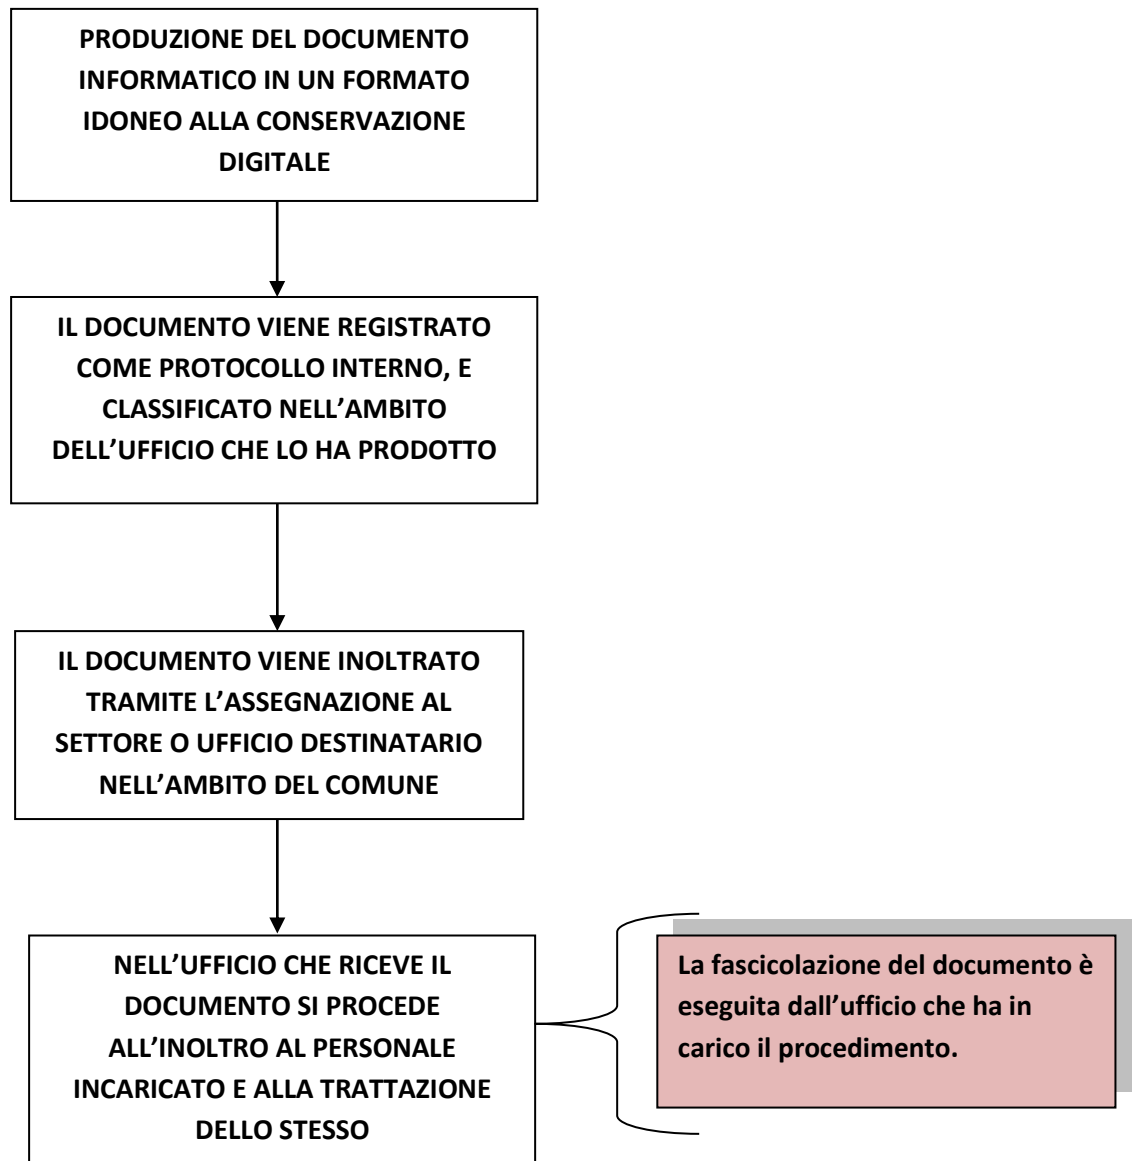 PRODUZIONE DEL DOCUMENTO
INFORMATICO IN UN FORMATO
IDONEO ALLA CONSERVAZIONE
DIGITALE
IL DOCUMENTO VIENE REGISTRATO
COME PROTOCOLLO INTERNO, E
CLASSIFICATO NELL’AMBITO
DELL’UFFICIO CHE LO HA PRODOTTO
IL DOCUMENTO VIENE INOLTRATO
TRAMITE L’ASSEGNAZIONE AL
SETTORE O UFFICIO DESTINATARIO
NELL’AMBITO DEL COMUNE
NELL’UFFICIO CHE RICEVE IL
DOCUMENTO SI PROCEDE
ALL’INOLTRO AL PERSONALE
INCARICATO E ALLA TRATTAZIONE
DELLO STESSO
La fascicolazione del documento è
eseguita dall’ufficio che ha in
carico il procedimento.